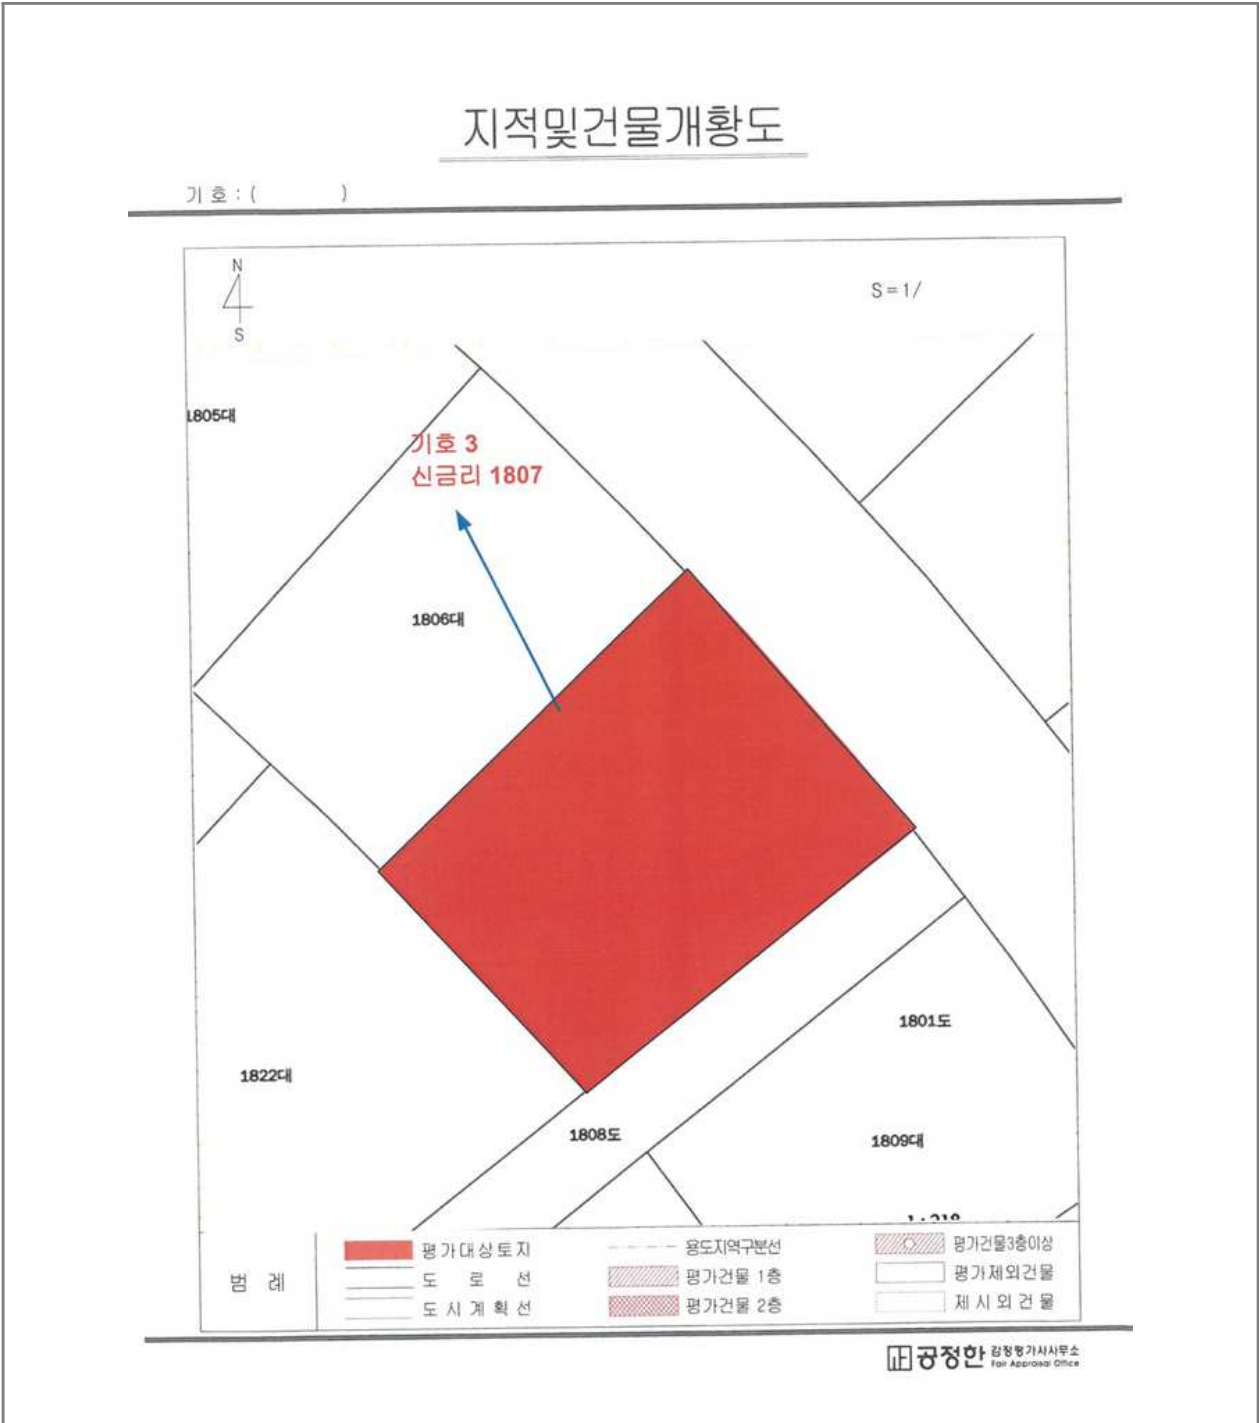 지적및건물개황도
기 호 : ( )
N
S
S = 1/
1805대
기호 3
신금리 1807
1806대
1801도
1822대
1808도
1809대
1 : 218
범 례
평가대상토지
도 로 선
도시계획선
용도지역구분선
평가건물 1층
평가건물 2층
평가건물3층이상
평가제외건물
제시외건물
正 공정한 감정평가사사무소
Fair Appraisal Office